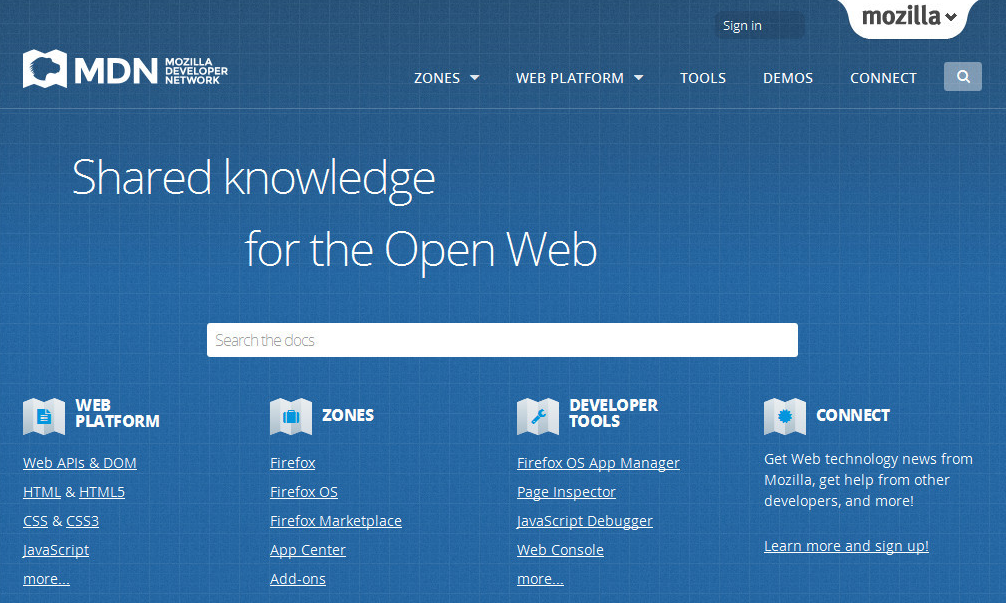 Sign in
mozilla
MDN MOZILLA
DEVELOPER
NETWORK
ZONES WEB PLATFORM TOOLS DEMOS CONNECT
Shared knowledge
for the Open Web
Search the docs
WEB
PLATFORM
Web APIs & DOM
HTML & HTML5
CSS & CSS3
JavaScript
more...
ZONES
Firefox
Firefox OS
Firefox Marketplace
App Center
Add-ons
DEVELOPER
TOOLS
Firefox OS App Manager
Page Inspector
JavaScript Debugger
Web Console
more...
CONNECT
Get Web technology news from
Mozilla, get help from other
developers, and more!
Learn more and sign up!